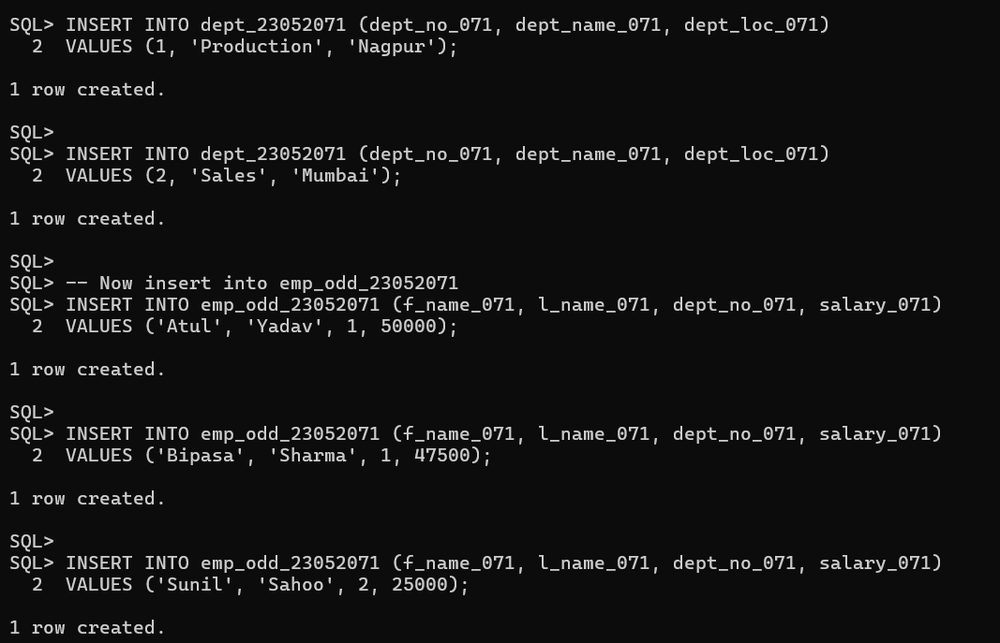 SQL> INSERT INTO dept_23052071 (dept_no_071, dept_name_071, dept_loc_071)
  2  VALUES (1, 'Production', 'Nagpur');
1 row created.
SQL>
SQL> INSERT INTO dept_23052071 (dept_no_071, dept_name_071, dept_loc_071)
  2  VALUES (2, 'Sales', 'Mumbai');
1 row created.
SQL>
SQL> -- Now insert into emp_odd_23052071
SQL> INSERT INTO emp_odd_23052071 (f_name_071, l_name_071, dept_no_071, salary_071)
  2  VALUES ('Atul', 'Yadav', 1, 50000);
1 row created.
SQL>
SQL> INSERT INTO emp_odd_23052071 (f_name_071, l_name_071, dept_no_071, salary_071)
  2  VALUES ('Bipasa', 'Sharma', 1, 47500);
1 row created.
SQL>
SQL> INSERT INTO emp_odd_23052071 (f_name_071, l_name_071, dept_no_071, salary_071)
  2  VALUES ('Sunil', 'Sahoo', 2, 25000);
1 row created.